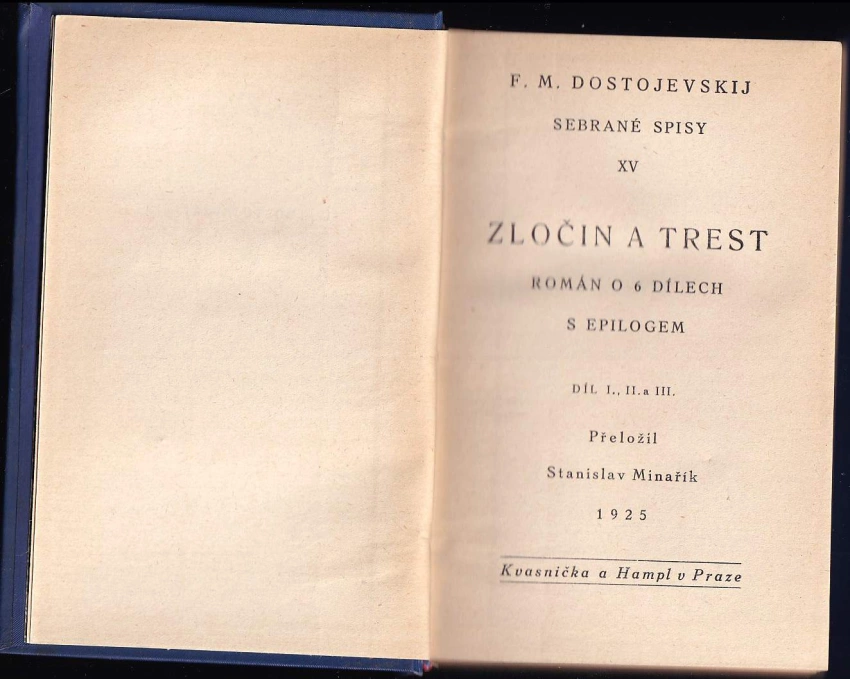 F. M. DOSTOJEVSKIJ
SEBRANÉ SPISY
XV
ZLOČIN A TREST
ROMÁN O 6 DÍLECH
S EPILOGEM
DÍL I., II. a III.
Přeložil
Stanislav Minařík
1925
Kvasnička a Hampl v Praze